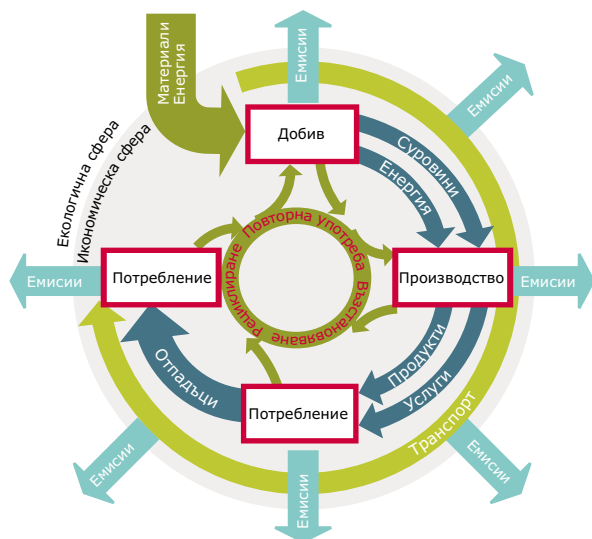 Материали
Енергия
Емисии
Емисии
Екологична сфера
Икономическа сфера
Добив
Суровини
Енергия
Повторна употреба
Възстановяване
Рециклиране
Емисии
Потребление
Производство
Емисии
Отпадъци
Продукти
Услуги
Потребление
Транспорт
Емисии
Емисии
Емисии